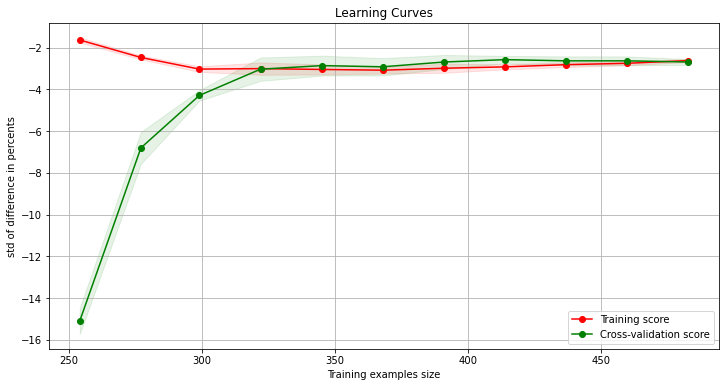 Learning Curves
std of difference in percents
−2
−4
−6
−8
−10
−12
−14
−16
250
300
350
400
450
Training examples size
Training score
Cross-validation score